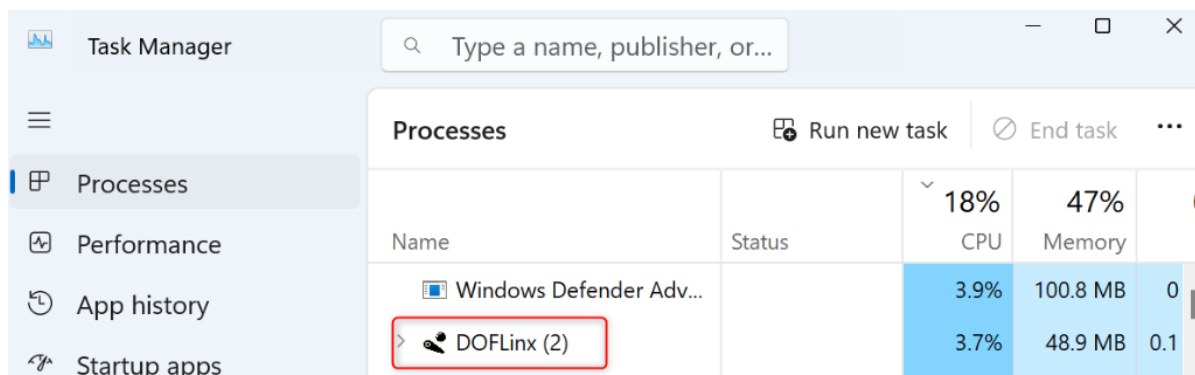 Task Manager
Type a name, publisher, or...
Processes
Run new task
End task
Processes
Performance
App history
Startup apps
18%
47%
Name
Status
CPU
Memory
Windows Defender Adv...
3.9%
100.8 MB
0
DOFLinx (2)
3.7%
48.9 MB
0.1